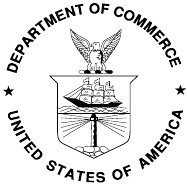 DEPARTMENT OF COMMERCE
UNITED STATES OF AMERICA